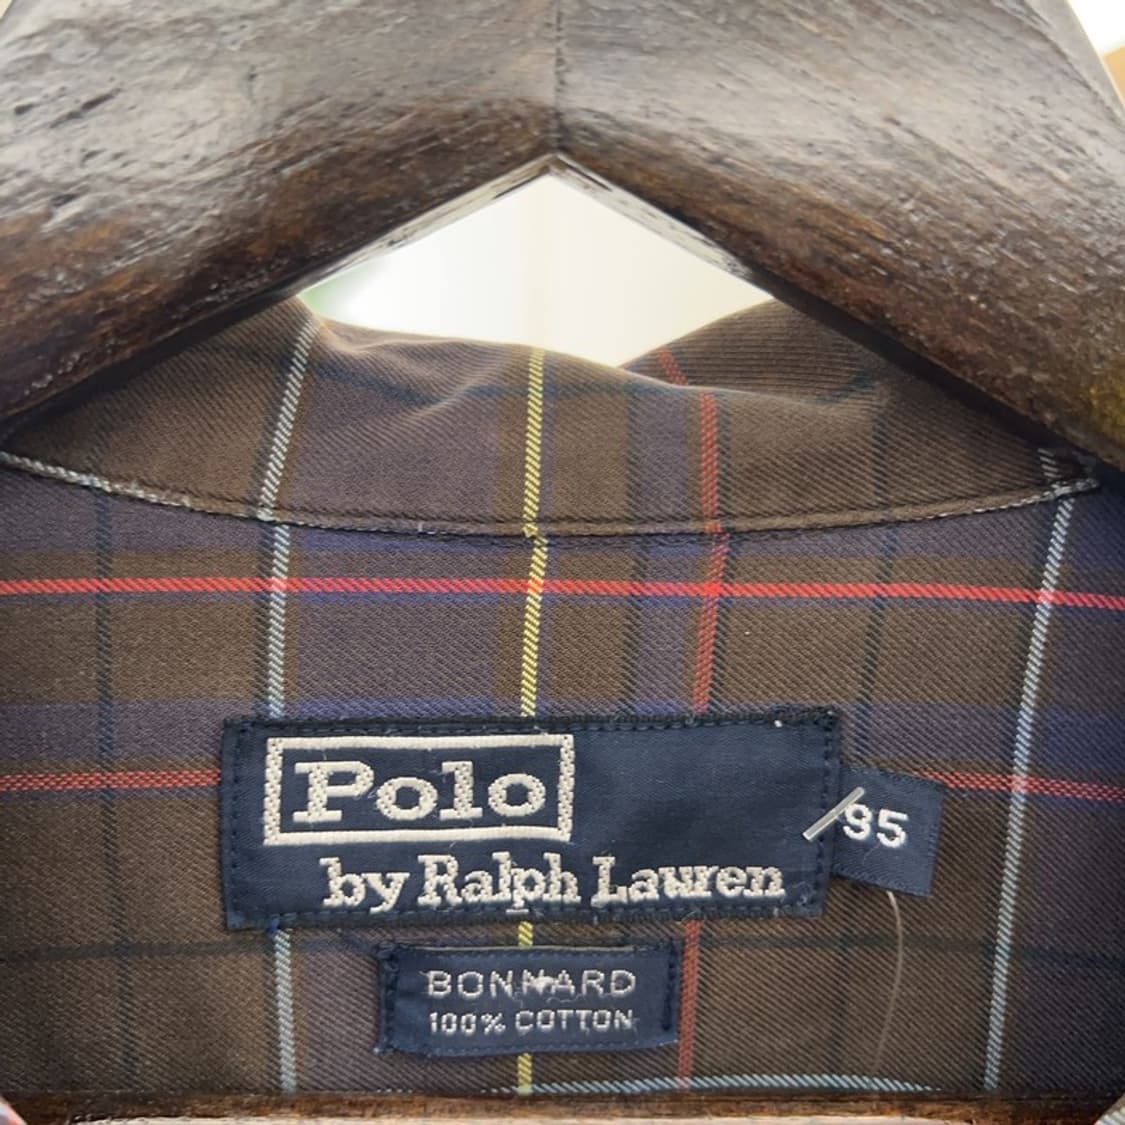 Polo
by Ralph Lauren
95
BONNARD
100% COTTON